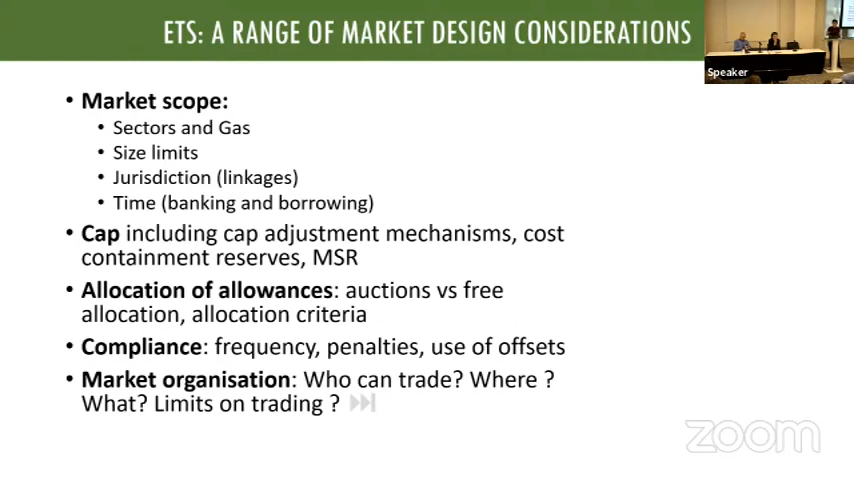 ETS: A RANGE OF MARKET DESIGN CONSIDERATIONS
Speaker
• Market scope:
• Sectors and Gas
• Size limits
• Jurisdiction (linkages)
• Time (banking and borrowing)
• Cap including cap adjustment mechanisms, cost
containment reserves, MSR
• Allocation of allowances: auctions vs free
allocation, allocation criteria
• Compliance: frequency, penalties, use of offsets
• Market organisation: Who can trade? Where ?
What? Limits on trading ?
zoom